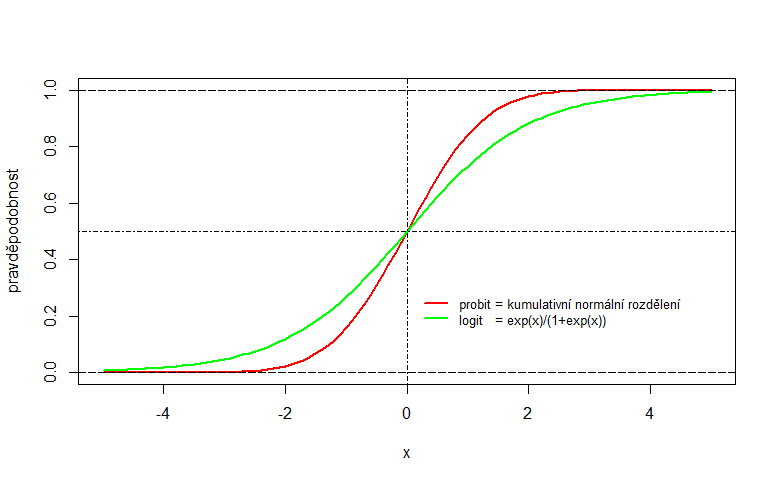 pravděpodobnost
1.0
0.8
0.6
0.4
0.2
0.0
probit = kumulativní normální rozdělení
logit = exp(x)/(1+exp(x))
-4 -2 0 2 4
x